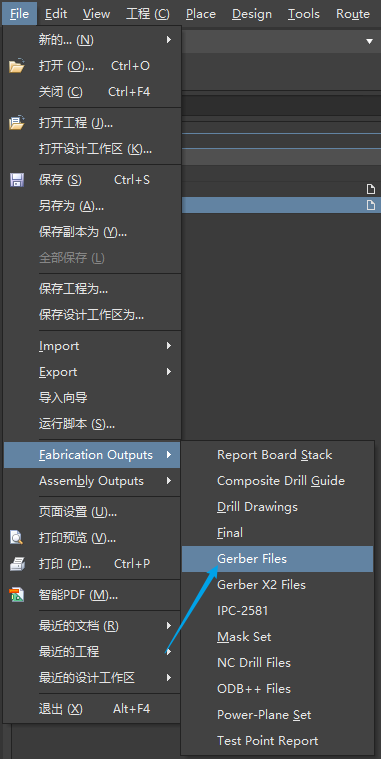 File Edit View 工程 (C) Place Design Tools Route
新的... (N)
打开 (O)... Ctrl+O
关闭 (C) Ctrl+F4
打开工程 (J)...
打开设计工作区 (K)...
保存 (S) Ctrl+S
另存为 (A)...
保存副本为 (Y)...
全部保存 (L)
保存工程为...
保存设计工作区为...
Import
Export
导入向导
运行脚本 (S)...
Fabrication Outputs
Assembly Outputs
页面设置 (U)...
打印预览 (V)...
打印 (P)... Ctrl+P
智能PDF (M)...
最近的文档 (R)
最近的工程
最近的设计工作区
退出 (X) Alt+F4
Report Board Stack
Composite Drill Guide
Drill Drawings
Final
Gerber Files
Gerber X2 Files
IPC-2581
Mask Set
NC Drill Files
ODB++ Files
Power-Plane Set
Test Point Report